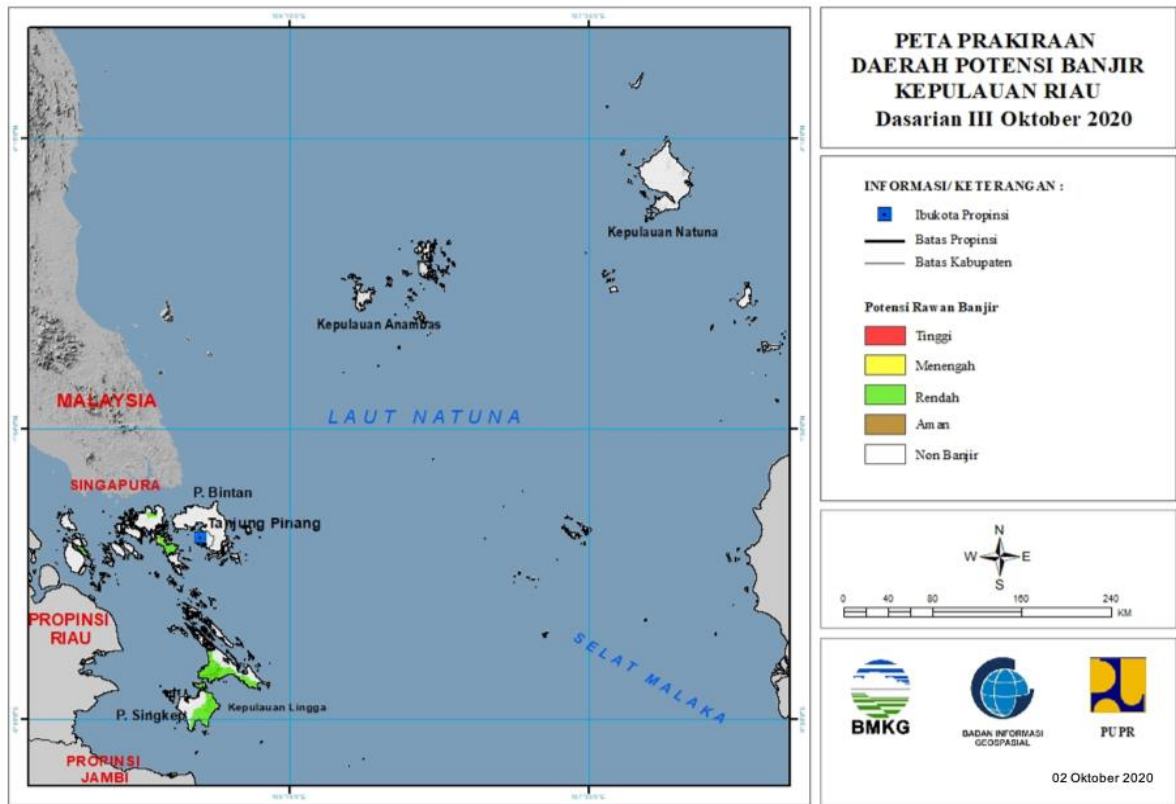 PETA PRAKIRAAN
DAERAH POTENSI BANJIR
KEPULAUAN RIAU
Dasarian III Oktober 2020
INFORMASI/ KETERANGAN :
Ibukota Propinsi
Batas Propinsi
Batas Kabupaten
Potensi Rawan Banjir
Tinggi
Menengah
Rendah
Aman
Non Banjir
N
W E
S
0 40 80 160 240
KM
BMKG
BADAN INFORMASI
GEOSPASIAL
PUPR
02 Oktober 2020
Kepulauan Natuna
Kepulauan Anambas
MALAYSIA
LAUT NATUNA
SINGAPURA
P. Bintan
Tanjung Pinang
PROPINSI
RIAU
SELAT MALAKA
P. Singkep
Kepulauan Lingga
PROPINSI
JAMBI